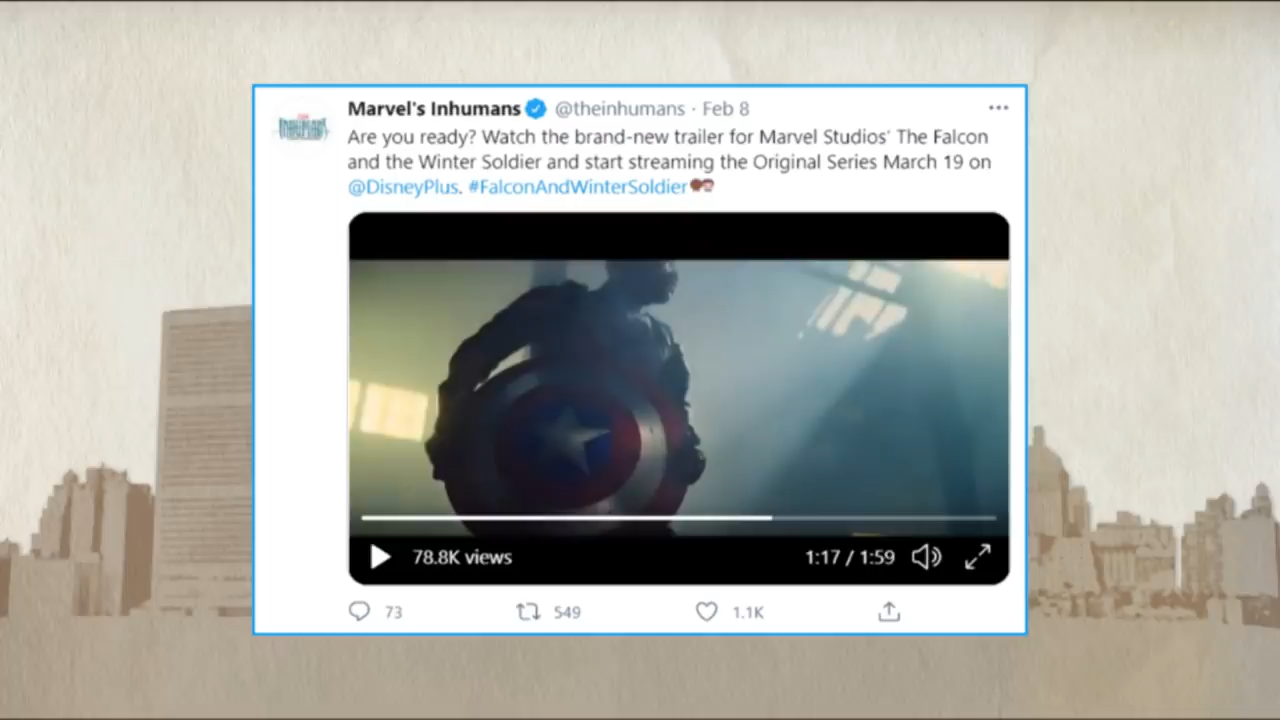 Marvel's Inhumans @theinhumans · Feb 8
Are you ready? Watch the brand-new trailer for Marvel Studios' The Falcon
and the Winter Soldier and start streaming the Original Series March 19 on
@DisneyPlus. #FalconAndWinterSoldier
78.8K views
1:17 / 1:59
73
549
1.1K